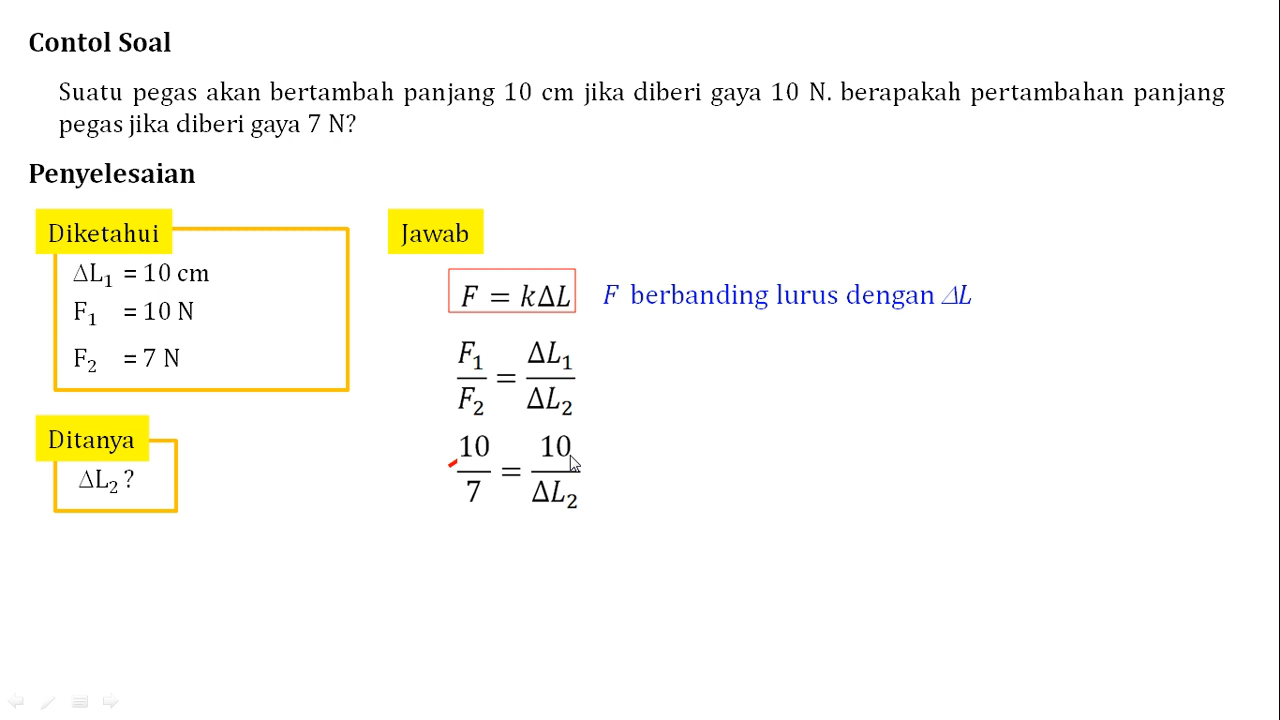 Contol Soal
Suatu pegas akan bertambah panjang 10 cm jika diberi gaya 10 N. berapakah pertambahan panjang
pegas jika diberi gaya 7 N?
Penyelesaian
Diketahui
ΔL₁ = 10 cm
F₁ = 10 N
F₂ = 7 N
Ditanya
ΔL₂ ?
Jawab
F = kΔL F berbanding lurus dengan ΔL
F₁/F₂ = ΔL₁/ΔL₂
10/7 = 10/ΔL₂